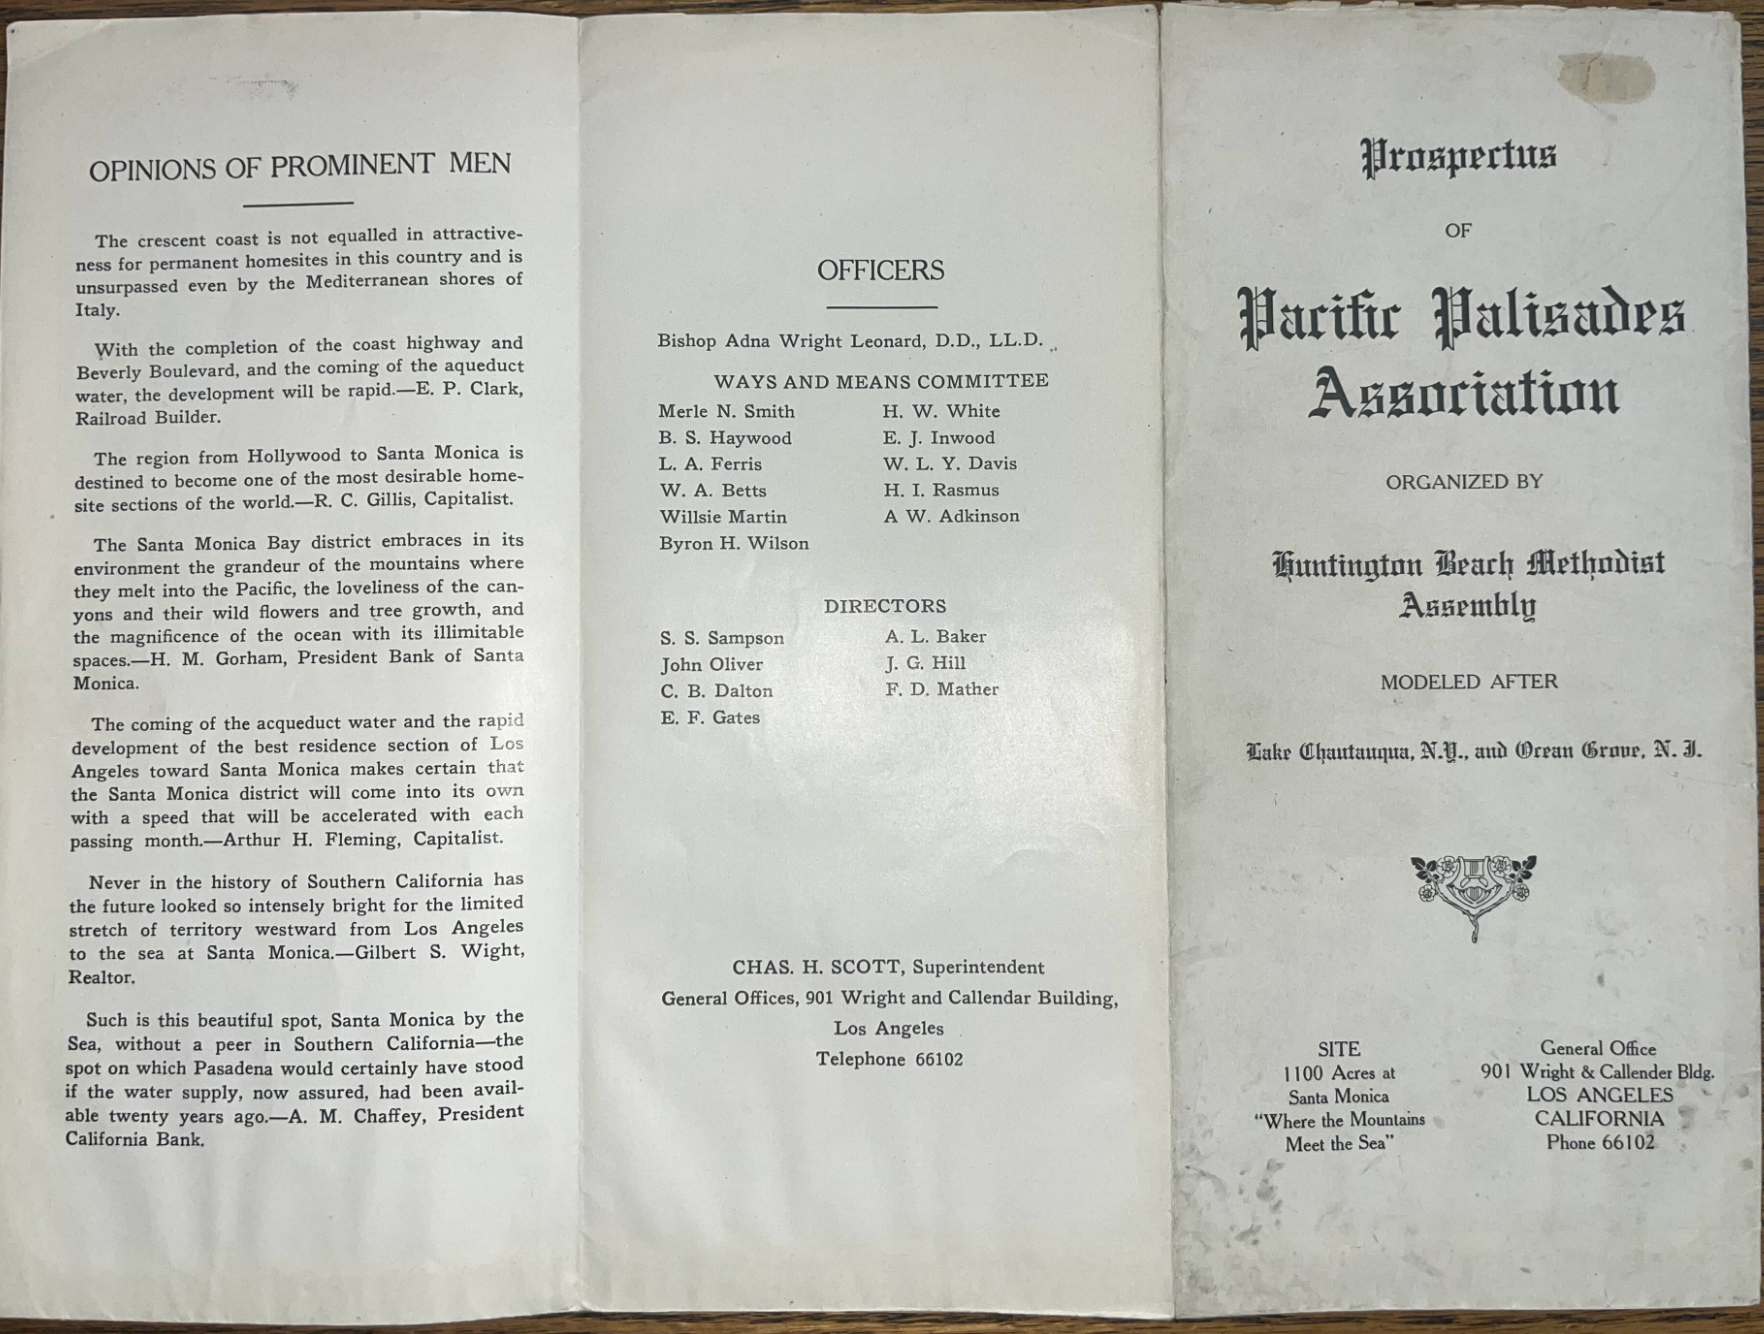 OPINIONS OF PROMINENT MEN
The crescent coast is not equalled in attractive-
ness for permanent homesites in this country and is
unsurpassed even by the Mediterranean shores of
Italy.
With the completion of the coast highway and
Beverly Boulevard, and the coming of the aqueduct
water, the development will be rapid.—E. P. Clark,
Railroad Builder.
The region from Hollywood to Santa Monica is
destined to become one of the most desirable home-
site sections of the world.—R. C. Gillis, Capitalist.
The Santa Monica Bay district embraces in its
environment the grandeur of the mountains where
they melt into the Pacific, the loveliness of the can-
yons and their wild flowers and tree growth, and
the magnificence of the ocean with its illimitable
spaces.—H. M. Gorham, President Bank of Santa
Monica.
The coming of the acqueduct water and the rapid
development of the best residence section of Los
Angeles toward Santa Monica makes certain that
the Santa Monica district will come into its own
with a speed that will be accelerated with each
passing month.—Arthur H. Fleming, Capitalist.
Never in the history of Southern California has
the future looked so intensely bright for the limited
stretch of territory westward from Los Angeles
to the sea at Santa Monica.—Gilbert S. Wight,
Realtor.
Such is this beautiful spot, Santa Monica by the
Sea, without a peer in Southern California—the
spot on which Pasadena would certainly have stood
if the water supply, now assured, had been avail-
able twenty years ago.—A. M. Chaffey, President
California Bank.
OFFICERS
Bishop Adna Wright Leonard, D.D., LL.D.
WAYS AND MEANS COMMITTEE
Merle N. Smith
B. S. Haywood
L. A. Ferris
W. A. Betts
Willsie Martin
Byron H. Wilson
H. W. White
E. J. Inwood
W. L. Y. Davis
H. I. Rasmus
A W. Adkinson
DIRECTORS
S. S. Sampson
John Oliver
C. B. Dalton
E. F. Gates
A. L. Baker
J. G. Hill
F. D. Mather
CHAS. H. SCOTT, Superintendent
General Offices, 901 Wright and Callendar Building,
Los Angeles
Telephone 66102
Prospectus
OF
Pacific Palisades
Association
ORGANIZED BY
Huntington Beach Methodist
Assembly
MODELED AFTER
Lake Chautauqua, N.Y., and Ocean Grove, N. J.
SITE
1100 Acres at
Santa Monica
"Where the Mountains
Meet the Sea"
General Office
901 Wright & Callender Bldg.
LOS ANGELES
CALIFORNIA
Phone 66102